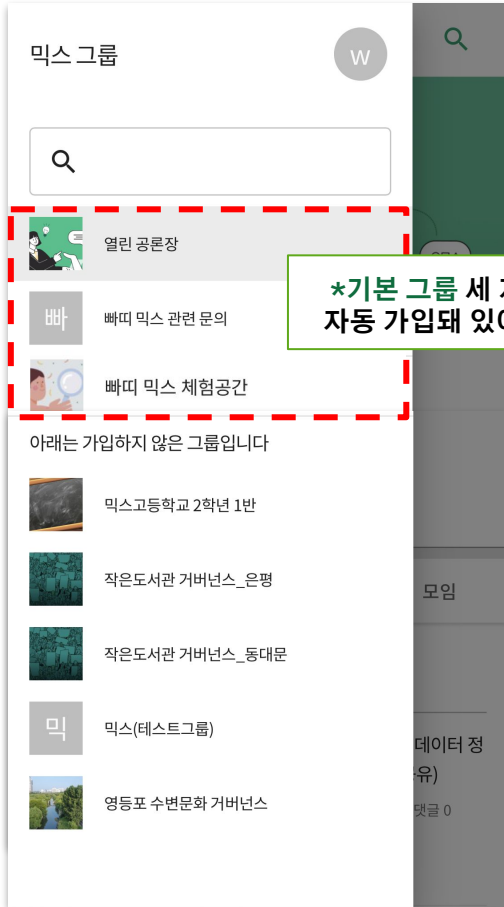 믹스 그룹
W
열린 공론장
*기본 그룹 세
자동 가입돼 있
빠
빠띠 믹스 관련 문의
빠띠 믹스 체험공간
아래는 가입하지 않은 그룹입니다
믹스고등학교 2학년 1반
작은도서관 거버넌스_은평
모임
작은도서관 거버넌스_동대문
믹
믹스(테스트그룹)
데이터 정
유)
영등포 수변문화 거버넌스
댓글 0